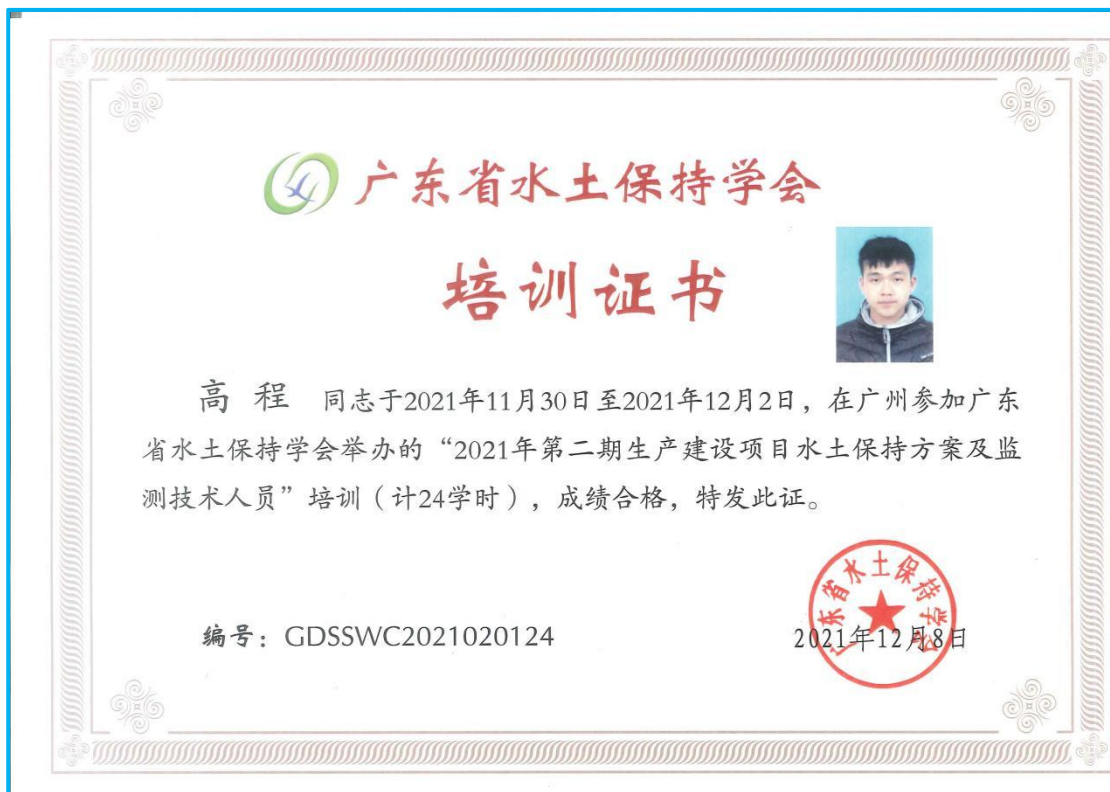 广东省水土保持学会
培训证书
高 程 同志于2021年11月30日至2021年12月2日，在广州参加广东
省水土保持学会举办的“2021年第二期生产建设项目水土保持方案及监
测技术人员”培训（计24学时），成绩合格，特发此证。
广东省水土保持学会
编号：GDSSWC2021020124
2021年12月8日